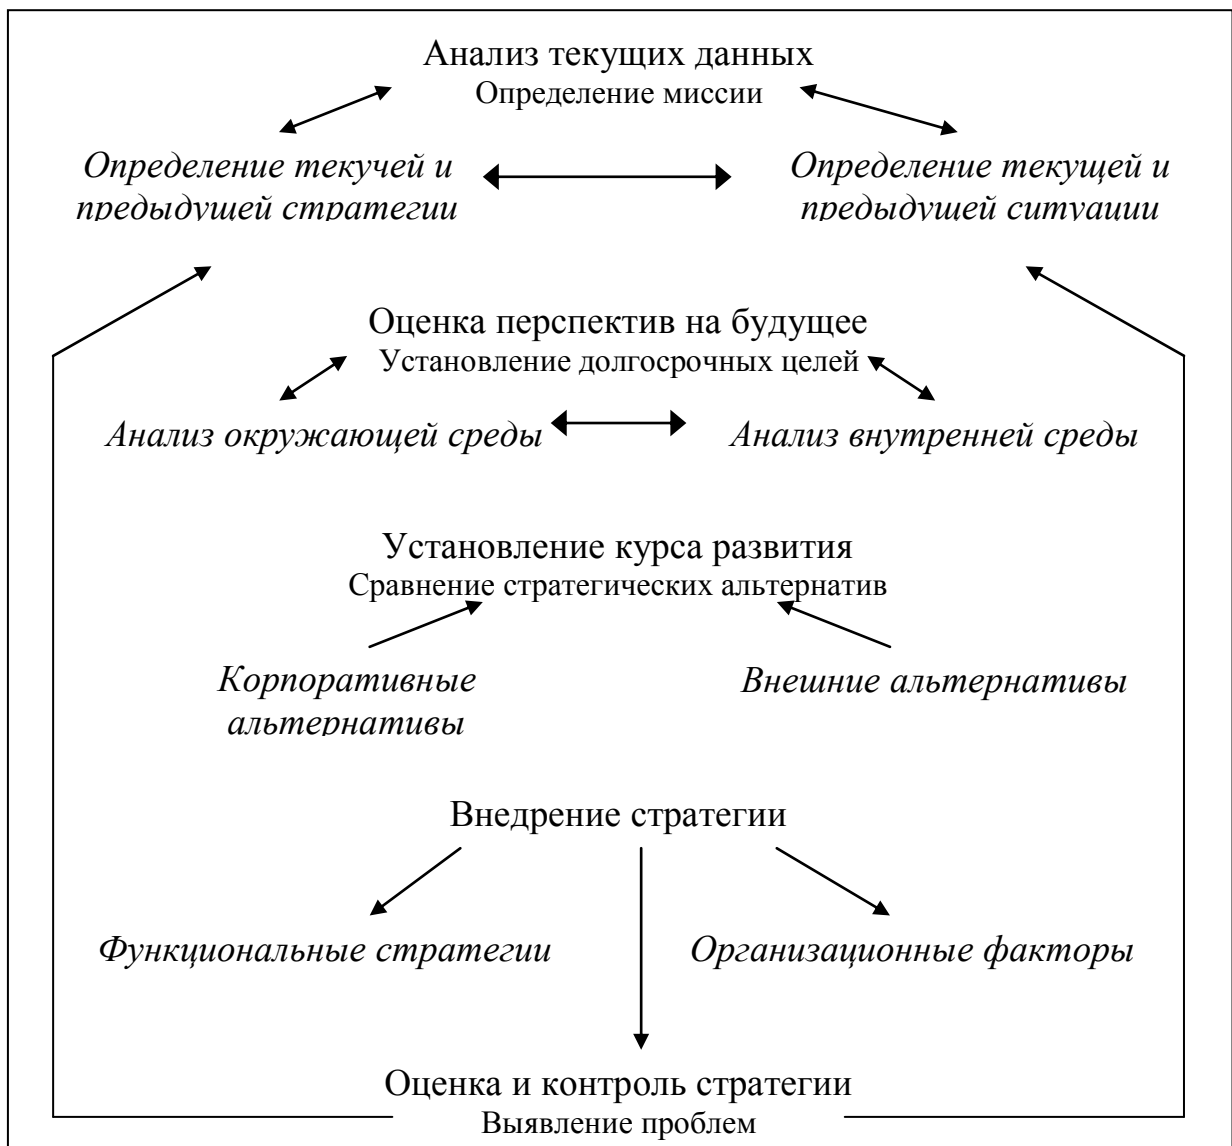 Анализ текущих данных
Определение миссии
Определение текучей и
предыдущей стратегии
Определение текущей и
предыдущей ситуации
Оценка перспектив на будущее
Установление долгосрочных целей
Анализ окружающей среды
Анализ внутренней среды
Установление курса развития
Сравнение стратегических альтернатив
Корпоративные
альтернативы
Внешние альтернативы
Внедрение стратегии
Функциональные стратегии
Организационные факторы
Оценка и контроль стратегии
Выявление проблем